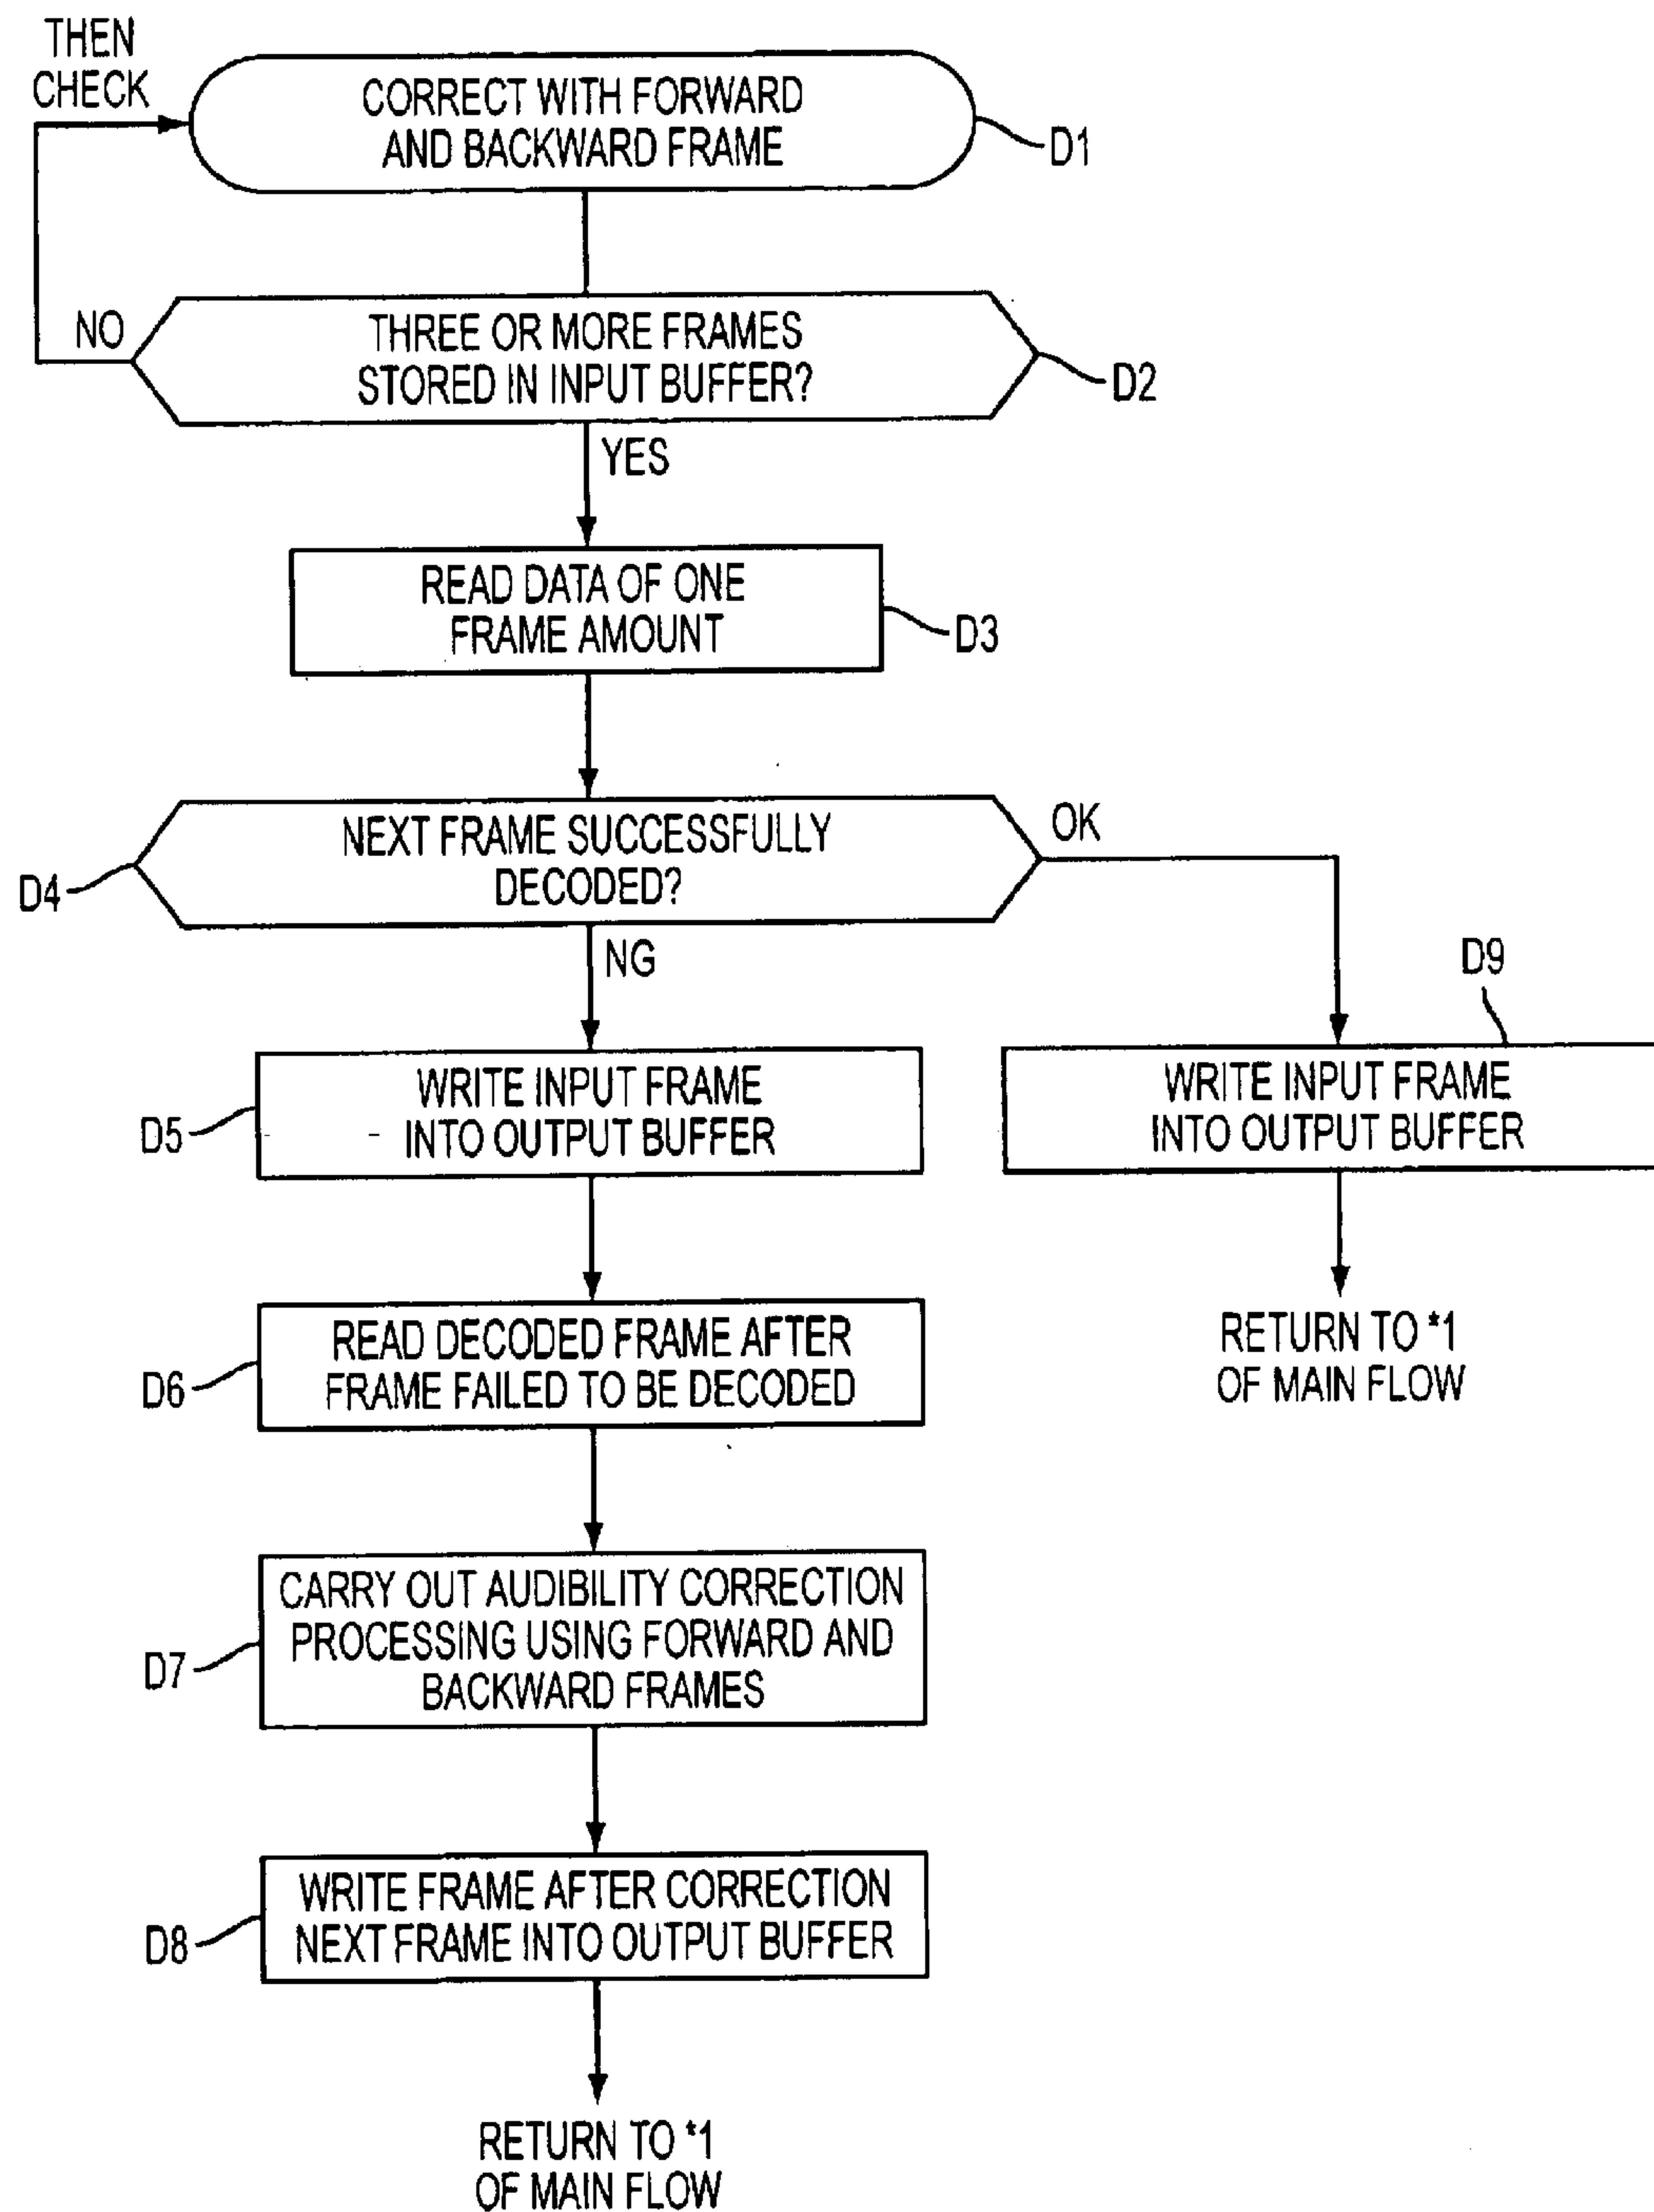 THEN
CHECK
CORRECT WITH FORWARD
AND BACKWARD FRAME
D1
NO
THREE OR MORE FRAMES
STORED IN INPUT BUFFER?
D2
YES
READ DATA OF ONE
FRAME AMOUNT
D3
NEXT FRAME SUCCESSFULLY
DECODED?
OK
D4
NG
D9
WRITE INPUT FRAME
INTO OUTPUT BUFFER
D5
WRITE INPUT FRAME
INTO OUTPUT BUFFER
READ DECODED FRAME AFTER
FRAME FAILED TO BE DECODED
D6
RETURN TO *1
OF MAIN FLOW
CARRY OUT AUDIBILITY CORRECTION
PROCESSING USING FORWARD AND
BACKWARD FRAMES
D7
WRITE FRAME AFTER CORRECTION
NEXT FRAME INTO OUTPUT BUFFER
D8
RETURN TO *1
OF MAIN FLOW